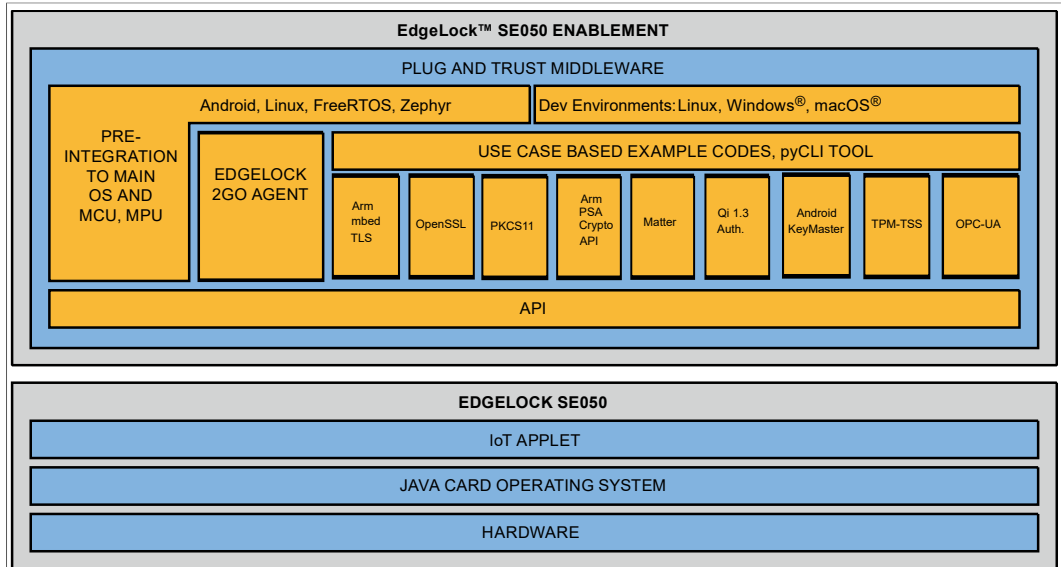 EdgeLock™ SE050 ENABLEMENT
PLUG AND TRUST MIDDLEWARE
Android, Linux, FreeRTOS, Zephyr
Dev Environments: Linux, Windows®, macOS®
PRE-
INTEGRATION
TO MAIN
OS AND
MCU, MPU
EDGELOCK
2GO AGENT
USE CASE BASED EXAMPLE CODES, pyCLI TOOL
Arm
mbed
TLS
OpenSSL
PKCS11
Arm
PSA
Crypto
API
Matter
Qi 1.3
Auth.
Android
KeyMaster
TPM-TSS
OPC-UA
API
EDGELOCK SE050
IoT APPLET
JAVA CARD OPERATING SYSTEM
HARDWARE